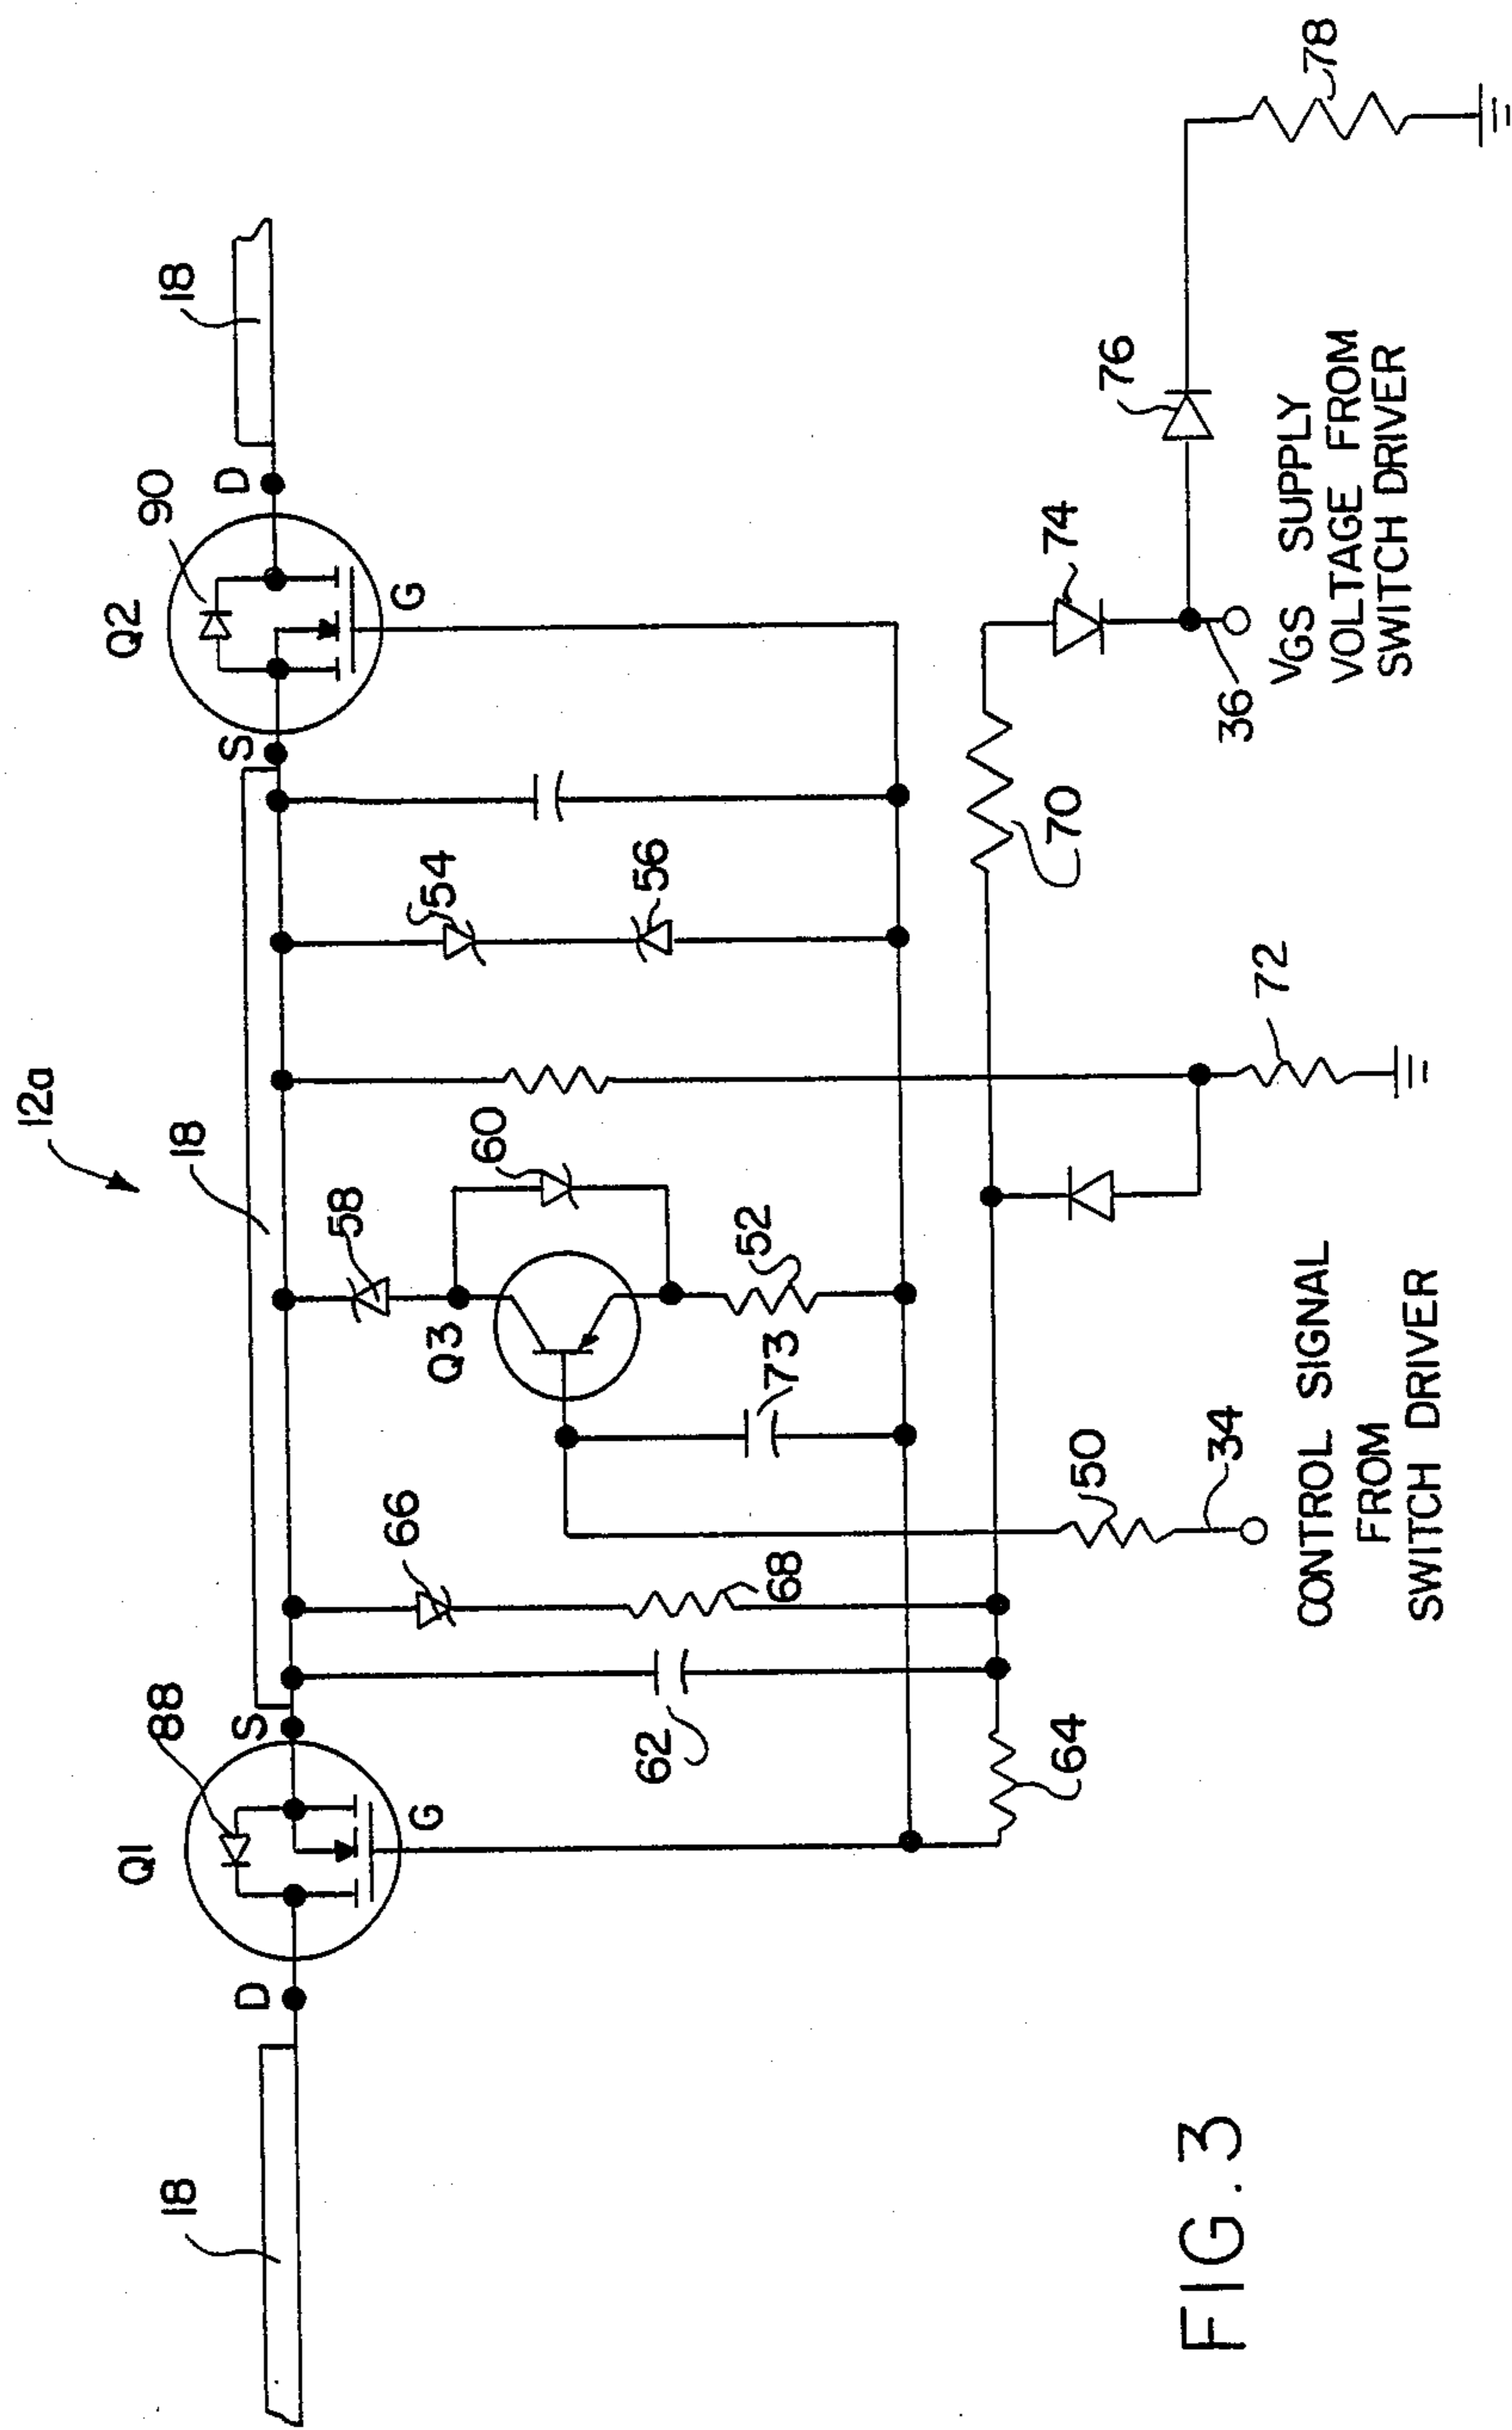 12a
Q1
88
S
D
G
18
18
Q2
90
S
D
G
18
66
68
62
64
58
Q3
60
52
73
50
34
54
56
72
70
74
76
36
78
CONTROL SIGNAL
FROM
SWITCH DRIVER
VGS SUPPLY
VOLTAGE FROM
SWITCH DRIVER
FIG. 3